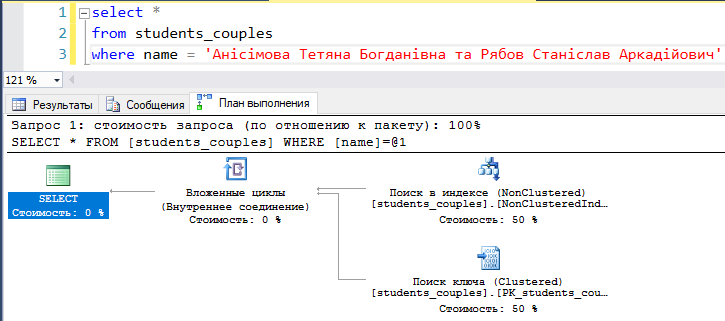 1 select *
2 from students_couples
3 where name = 'Анісімова Тетяна Богданівна та Рябов Станіслав Аркадійович'
121 %
Результаты Сообщения План выполнения
Запрос 1: стоимость запроса (по отношению к пакету): 100%
SELECT * FROM [students_couples] WHERE [name]=@1
SELECT
Стоимость: 0 %
Вложенные циклы
(Внутреннее соединение)
Стоимость: 0 %
Поиск в индексе (NonClustered)
[students_couples].[NonClusteredInd…
Стоимость: 50 %
Поиск ключа (Clustered)
[students_couples].[PK_students_cou…
Стоимость: 50 %